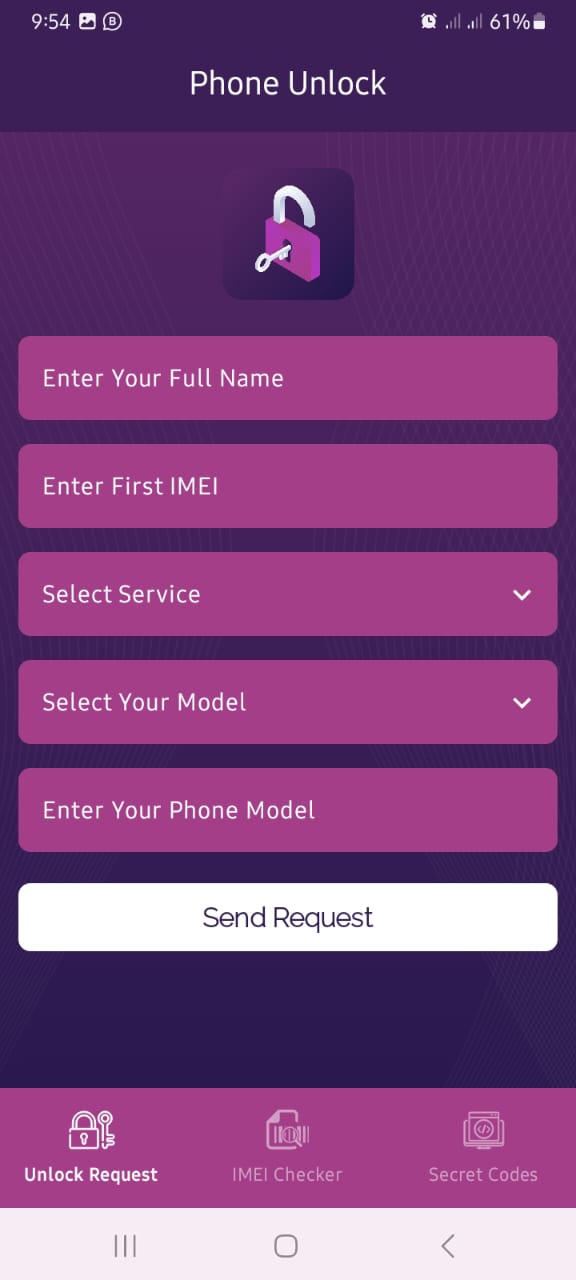 9:54
61%
Phone Unlock
Enter Your Full Name
Enter First IMEI
Select Service
Select Your Model
Enter Your Phone Model
Send Request
Unlock Request
IMEI Checker
Secret Codes